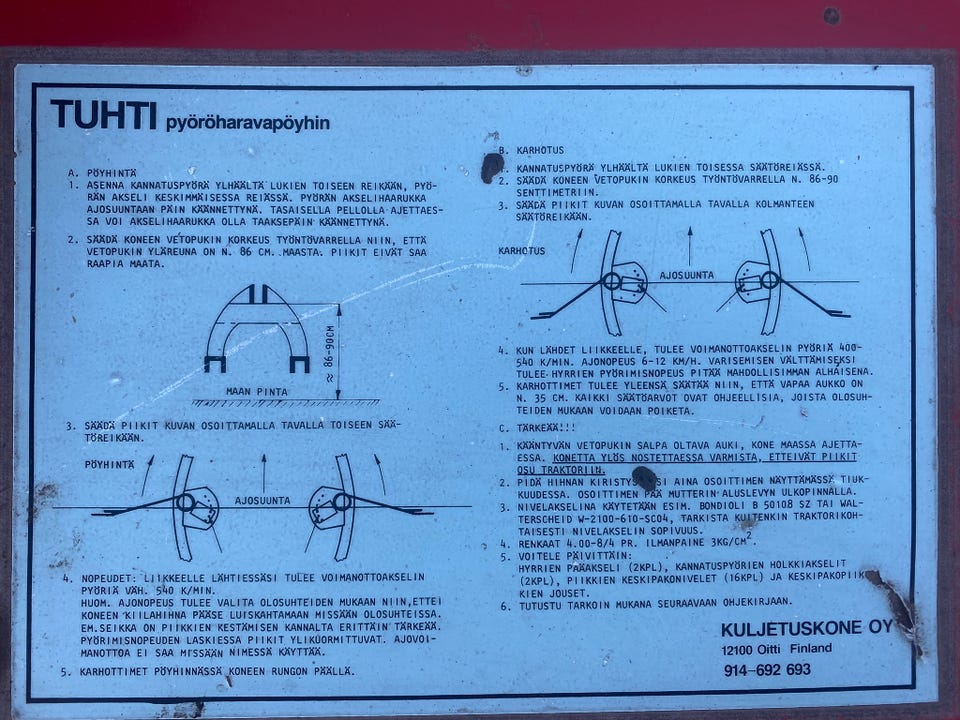 TUHTI pyöröharavapöyhin
A. PÖYHINTÄ
1. ASENNA KANNATUSPYÖRÄ YLHÄÄLTÄ LUKIEN TOISEEN REIKÄÄN, PYÖ-
RÄN AKSELI KESKIMMÄISESSA REIÄSSÄ. PYÖRÄN AKSELIHAARUKKA
AJOSUUNTAAN PÄIN KÄÄNNETTYNÄ. TASAISELLA PELLOLLA AJETTAES-
SA VOI AKSELIHAARUKKA OLLA TAAKSEPÄIN KÄÄNNETTYNÄ.
2. SÄÄDÄ KONEEN VETOPUKIN KORKEUS TYÖNTÖVARRELLA NIIN, ETTÄ
VETOPUKIN YLÄREUNA ON N. 86 CM. MAASTA. PIIKIT EIVÄT SAA
RAAPIA MAATA.
≈ 86-90CM
MAAN PINTA
3. SÄÄDÄ PIIKIT KUVAN OSOITTAMALLA TAVALLA TOISEEN SÄÄ-
TÖREIKÄÄN.
PÖYHINTÄ
AJOSUUNTA
4. NOPEUDET: LIIKKEELLE LÄHTIESSÄSI TULEE VOIMANOTTOAKSELIN
PYÖRIÄ VÄH. 540 K/MIN.
HUOM. AJONOPEUS TULEE VALITA OLOSUHTEIDEN MUKAAN NIIN,ETTEI
KONEEN KIILAHIHNA PÄÄSE LUISKAHTAMAAN MISSÄÄN OLOSUHTEISSA.
EM.SEIKKA ON PIIKKIEN KESTÄMISEN KANNALTA ERITTÄIN TÄRKEÄÄ.
PYÖRIMISNOPEUDEN LASKIESSA PIIKIT YLIKUORMITTUVAT. AJOVOI-
MANOTTOA EI SAA MISSÄÄN NIMESSÄ KÄYTTÄÄ.
5. KARHOTTIMET PÖYHINNÄSSÄ KONEEN RUNGON PÄÄLLÄ.
B. KARHOTUS
1. KANNATUSPYÖRÄ YLHÄÄLTÄ LUKIEN TOISESSA SÄÄTÖREIÄSSÄ.
2. SÄÄDÄ KONEEN VETOPUKIN KORKEUS TYÖNTÖVARRELLA N. 86-90
SENTTIMETRIIN.
3. SÄÄDÄ PIIKIT KUVAN OSOITTAMALLA TAVALLA KOLMANTEEN
SÄÄTÖREIKÄÄN.
KARHOTUS
AJOSUUNTA
4. KUN LÄHDET LIIKKEELLE, TULEE VOIMANOTTOAKSELIN PYÖRIÄ 400-
540 K/MIN. AJONOPEUS 6-12 KM/H. VARISEMISEN VÄLTTÄMISEKSI
TULEE HYRRIEN PYÖRIMISNOPEUS PITÄÄ MAHDOLLISIMMAN ALHAISENA.
5. KARHOTTIMET TULEE YLEENSÄ SÄÄTÄÄ NIIN, ETTÄ VAPAA AUKKO ON
N. 35 CM. KAIKKI SÄÄTÖARVOT OVAT OHJEELLISIA, JOISTA OLOSUH-
TEIDEN MUKAAN VOIDAAN POIKETA.
C. TÄRKEÄÄ!!!
1. KÄÄNTYVÄN VETOPUKIN SALPA OLTAVA AUKI, KONE MAASSA AJETTA-
ESSA. KONETTA YLÖS NOSTETTAESSA VARMISTA, ETTEIVÄT PIIKIT
OSU TRAKTORIIN.
2. PIDÄ HIHNAN AINA OSOITTIMEN NÄYTTÄMÄSSÄ TIUK-
KUUDESSA. OSOITTIMEN PÄÄ MUTTERIN ALUSLEVYN ULKOPINNALLA.
3. NIVELAKSELINA KÄYTETÄÄN ESIM. BONDIOLI B 50108 SZ TAI WAL-
TERSCHEID W-2100-610-SC04, TARKISTA KUITENKIN TRAKTORIKOH-
TAISESTI NIVELAKSELIN SOPIVUUS.
4. RENKAAT 4.00-8/4 PR. ILMANPAINE 3KG/CM².
5. VOITELE PÄIVITTÄIN:
HYRRIEN PÄÄAKSELI (2KPL), KANNATUSPYÖRIEN HOLKKIAKSELIT
(2KPL), PIIKKIEN KESKIPAKONIVELET (16KPL) JA
KIEN JOUSET.
6. TUTUSTU TARKOIN MUKANA SEURAAVAAN OHJEKIRJAAN.
KULJETUSKONE OY
12100 Oitti Finland
914-692 693